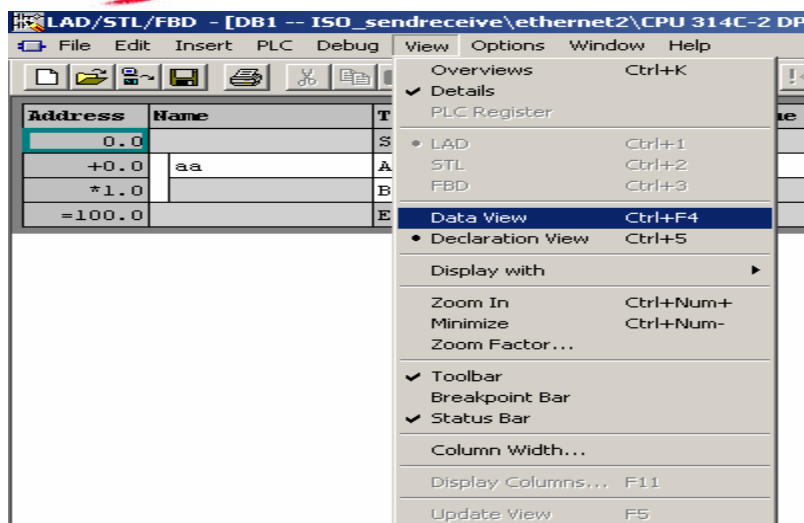 LAD/STL/FBD - [DB1 -- ISO_sendreceive\ethernet2\CPU 314C-2 DP
File Edit Insert PLC Debug View Options Window Help
Address Name T ue
0.0 S
+0.0 aa A
*1.0 B
=100.0 E
Overviews Ctrl+K
Details
PLC Register
LAD Ctrl+1
STL Ctrl+2
FBD Ctrl+3
Data View Ctrl+F4
Declaration View Ctrl+5
Display with
Zoom In Ctrl+Num+
Minimize Ctrl+Num-
Zoom Factor...
Toolbar
Breakpoint Bar
Status Bar
Column Width...
Display Columns... F11
Update View F5